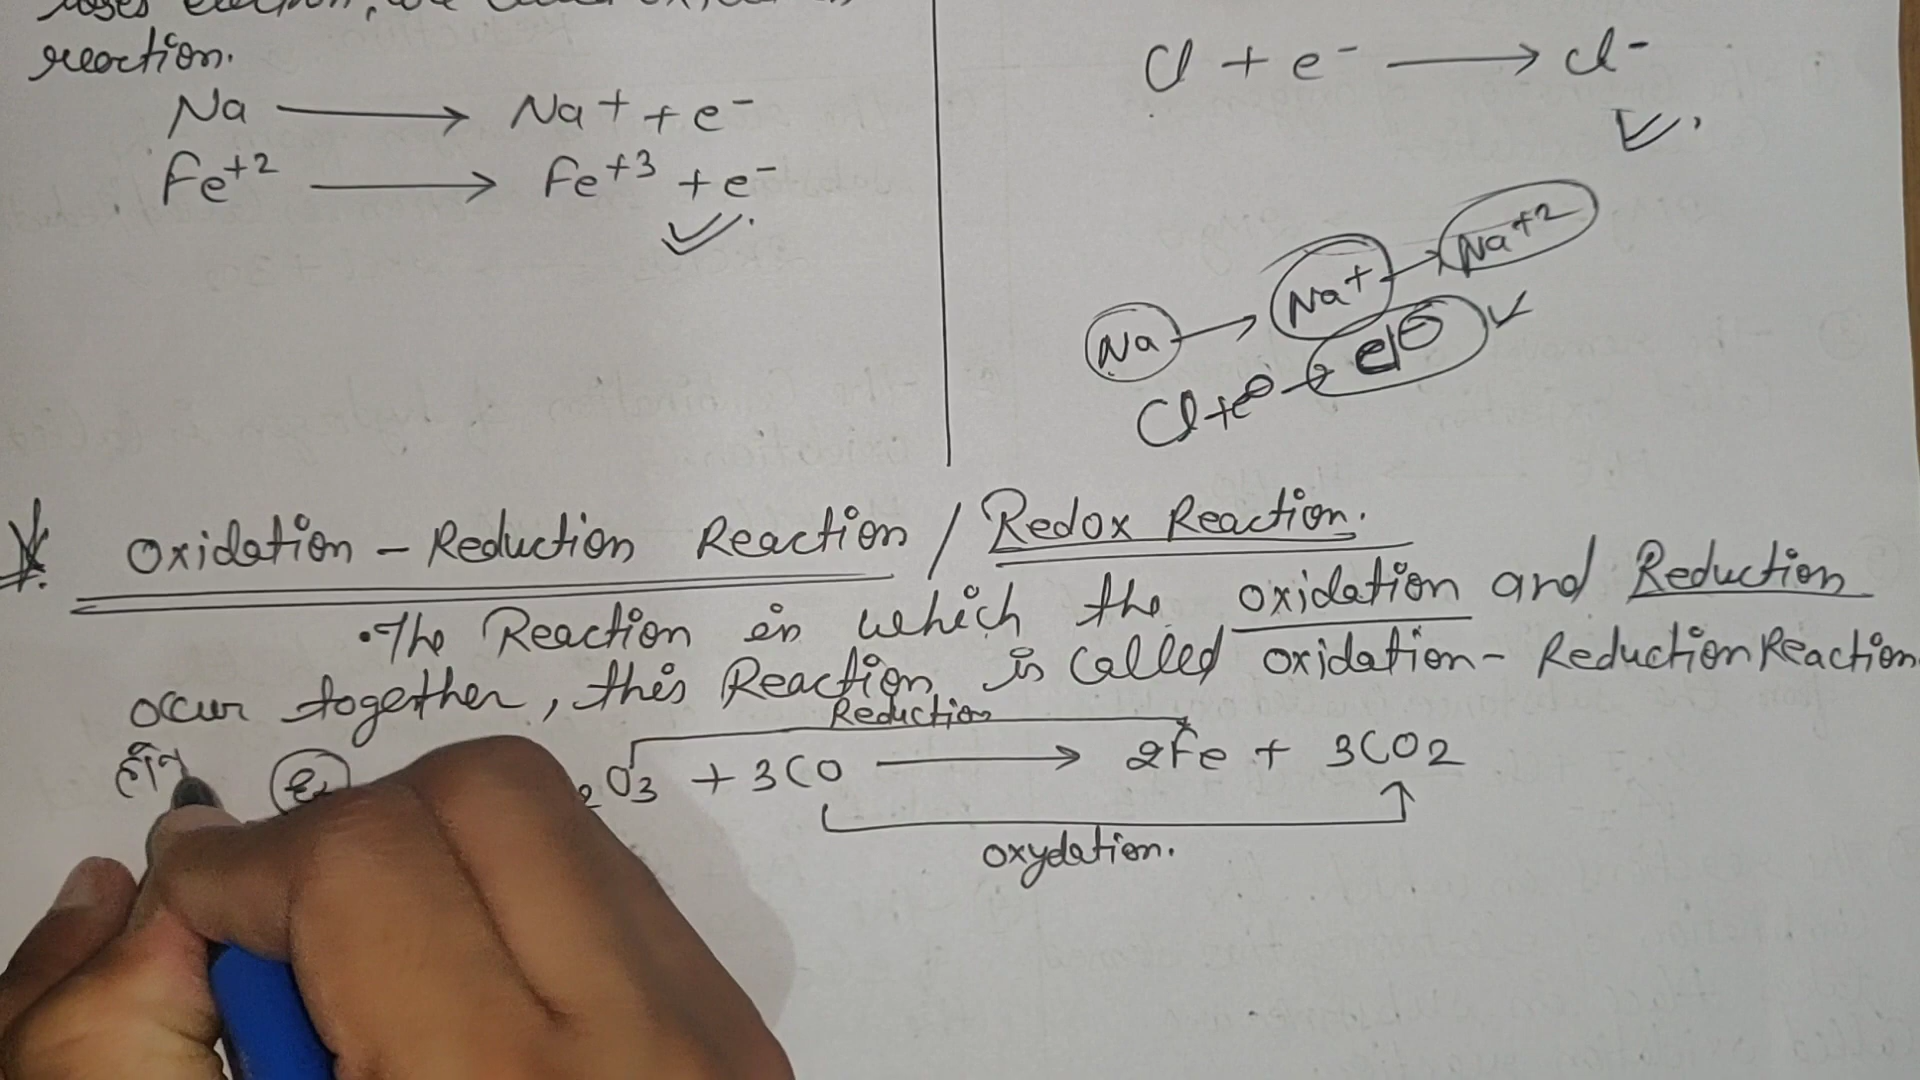 reaction.
Na ⟶ Na+ + e-
Fe+2 ⟶ Fe+3 + e-
Cl + e- ⟶ Cl-
Na → Na+ → Na+2
Cl+e⊖ → Cl⊖
Oxidation - Reduction Reaction / Redox Reaction.
• The Reaction in which the oxidation and Reduction
occur together, this Reaction is called oxidation - Reduction Reaction
Reduction
2O3 + 3CO ⟶ 2Fe + 3CO2
oxydation.